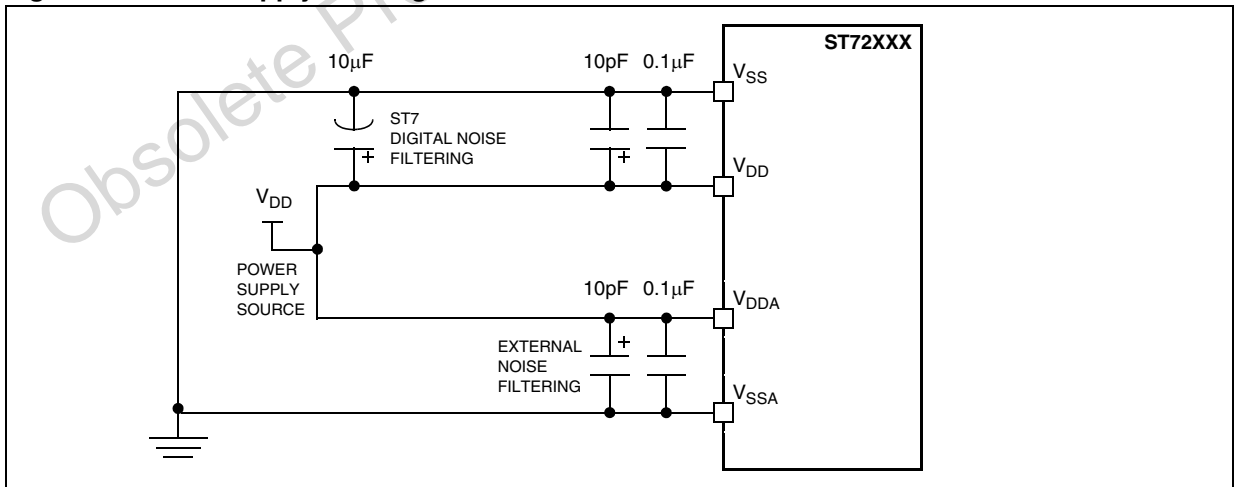 Obsolete Pr
ST72XXX
10μF
10pF 0.1μF
VSS
ST7
DIGITAL NOISE
FILTERING
+
+
VDD
VDD
POWER
SUPPLY
SOURCE
10pF 0.1μF
VDDA
EXTERNAL
NOISE
FILTERING
+
VSSA